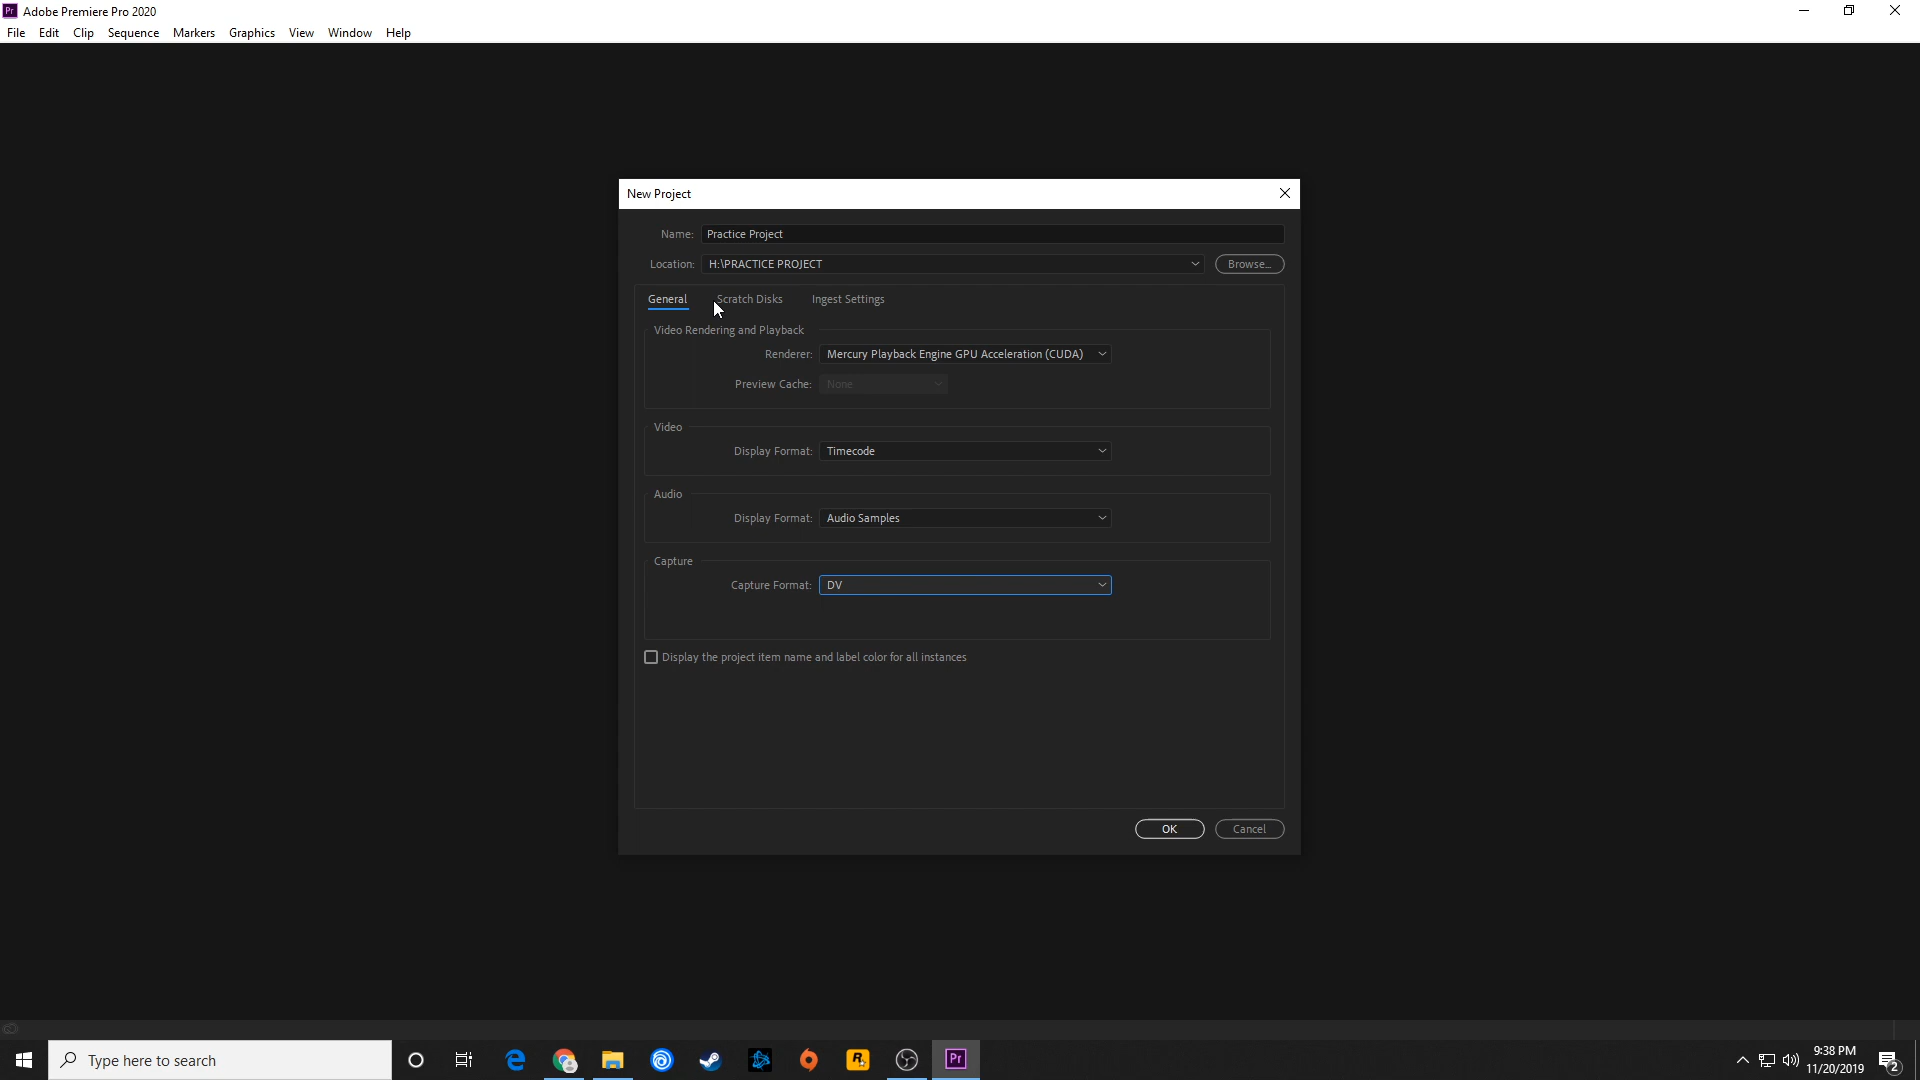 Pr Adobe Premiere Pro 2020
File Edit Clip Sequence Markers Graphics View Window Help
New Project
Name: Practice Project
Location: H:\PRACTICE PROJECT Browse...
General Scratch Disks Ingest Settings
Video Rendering and Playback
Renderer: Mercury Playback Engine GPU Acceleration (CUDA)
Preview Cache: None
Video
Display Format: Timecode
Audio
Display Format: Audio Samples
Capture
Capture Format: DV
Display the project item name and label color for all instances
OK Cancel
Type here to search
R
Pr
9:38 PM
11/20/2019
2